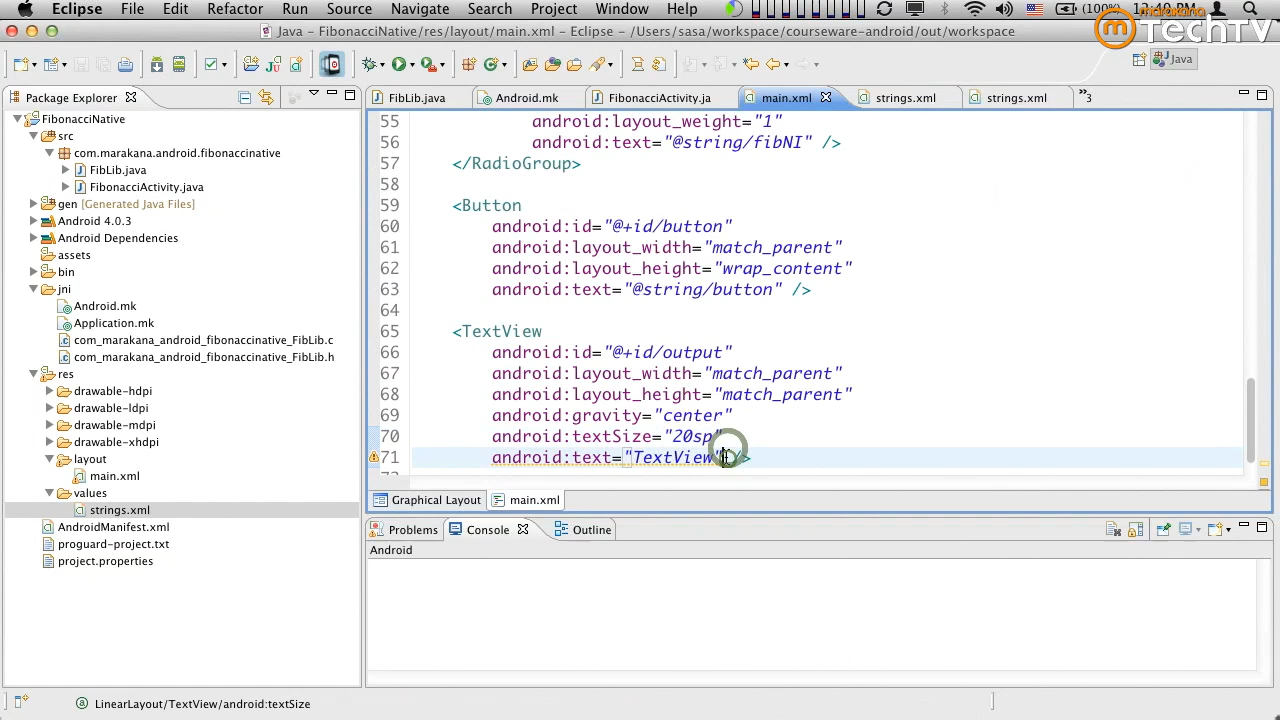 Eclipse File Edit Refactor Run Source Navigate Search Project Window Help (100%)
marakana TechTV
Java – FibonacciNative/res/layout/main.xml – Eclipse – /Users/sasa/workspace/courseware-android/out/workspace
Java
Package Explorer
FibLib.java Android.mk FibonacciActivity.ja main.xml strings.xml strings.xml »3
FibonacciNative
src
com.marakana.android.fibonaccinative
FibLib.java
FibonacciActivity.java
gen [Generated Java Files]
Android 4.0.3
Android Dependencies
assets
bin
jni
Android.mk
Application.mk
com_marakana_android_fibonaccinative_FibLib.c
com_marakana_android_fibonaccinative_FibLib.h
res
drawable-hdpi
drawable-ldpi
drawable-mdpi
drawable-xhdpi
layout
main.xml
values
strings.xml
AndroidManifest.xml
proguard-project.txt
project.properties
55 android:layout_weight="1"
56 android:text="@string/fibNI" />
57 </RadioGroup>
58
59 <Button
60 android:id="@+id/button"
61 android:layout_width="match_parent"
62 android:layout_height="wrap_content"
63 android:text="@string/button" />
64
65 <TextView
66 android:id="@+id/output"
67 android:layout_width="match_parent"
68 android:layout_height="match_parent"
69 android:gravity="center"
70 android:textSize="20sp"
71 android:text="TextView" />
Graphical Layout main.xml
Problems Console Outline
Android
LinearLayout/TextView/android:textSize